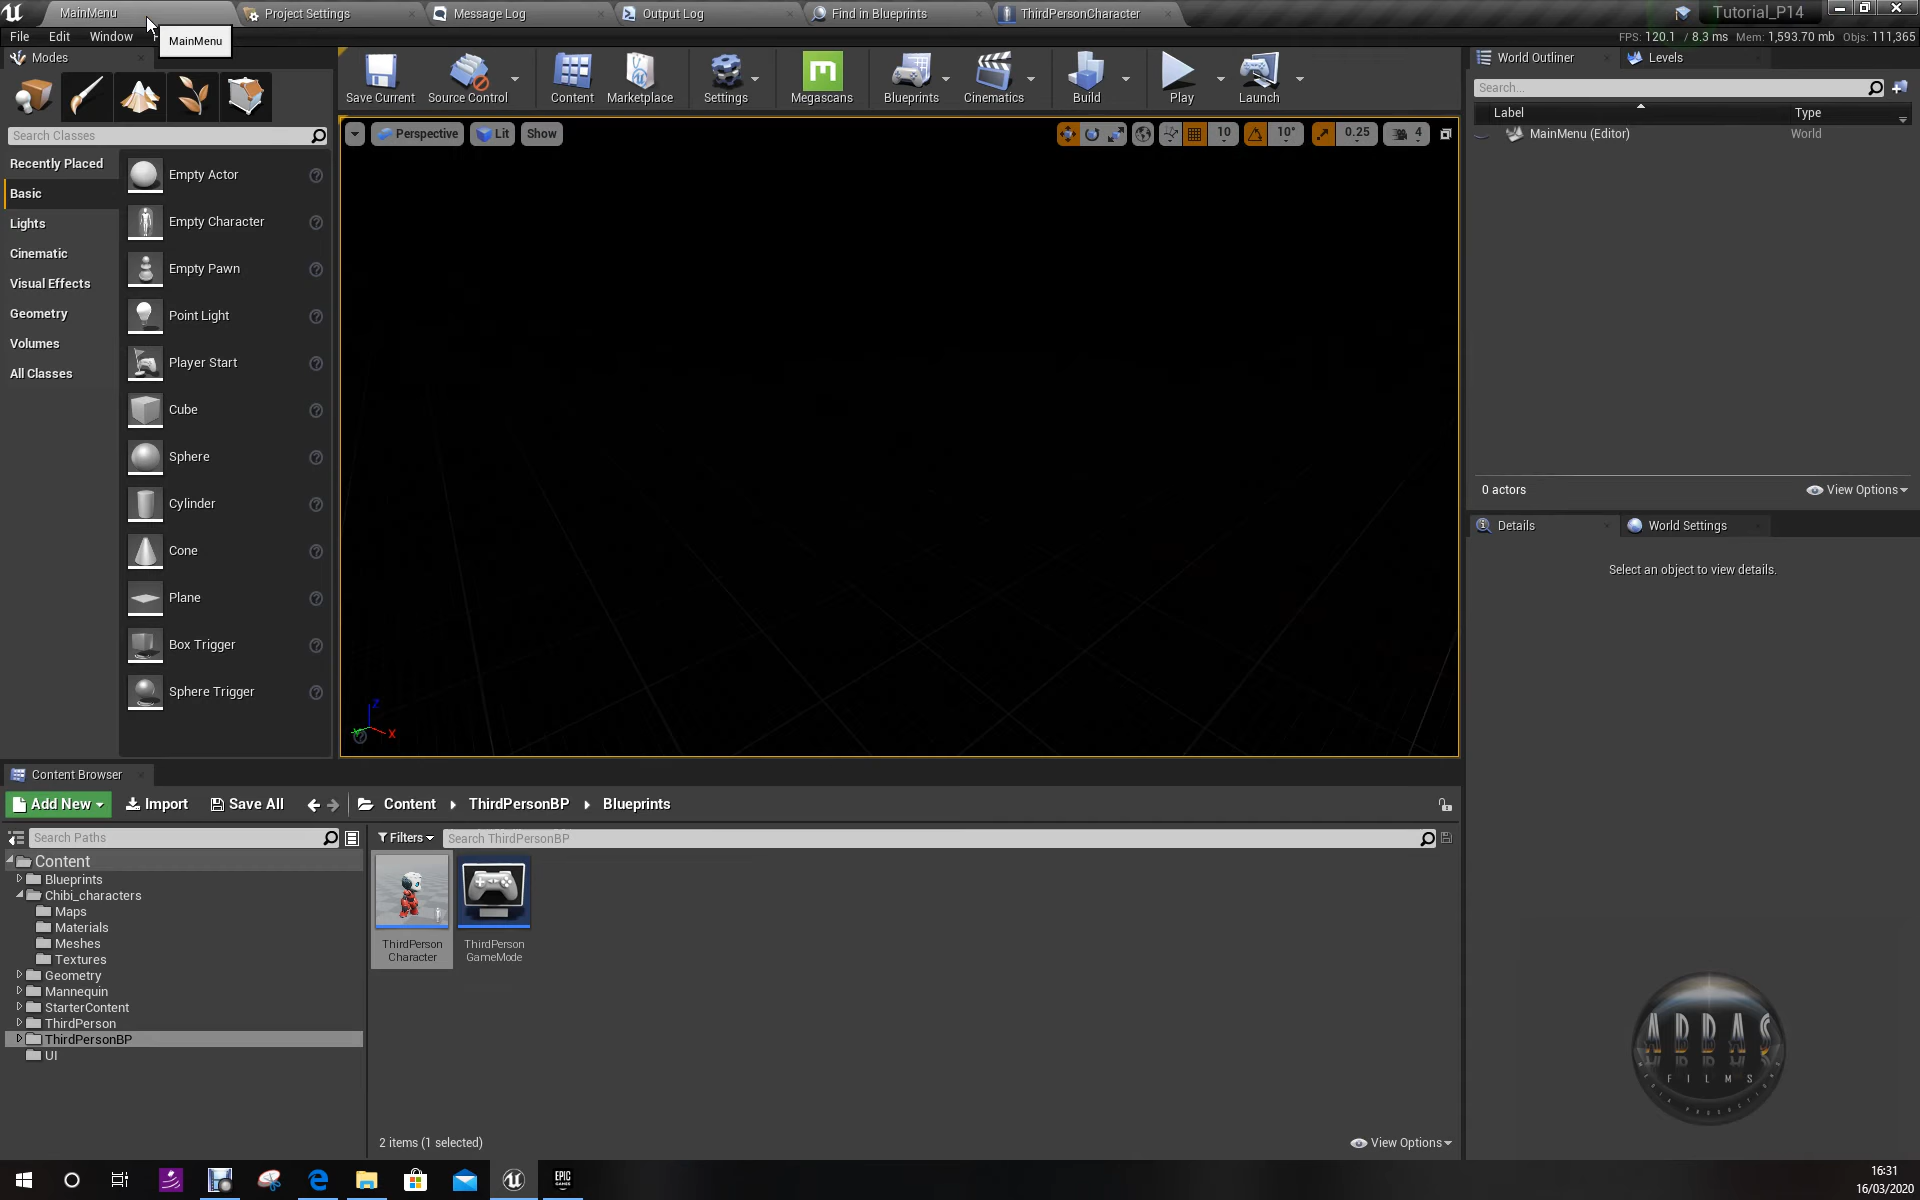 MainMenu
Project Settings
Message Log
Output Log
Find in Blueprints
ThirdPersonCharacter
Tutorial_P14
File
Edit
Window
MainMenu
FPS: 120.1 / 8.3 ms Mem: 1,593.70 mb Objs: 111,365
Modes
Search Classes
Recently Placed
Basic
Lights
Cinematic
Visual Effects
Geometry
Volumes
All Classes
Empty Actor
Empty Character
Empty Pawn
Point Light
Player Start
Cube
Sphere
Cylinder
Cone
Plane
Box Trigger
Sphere Trigger
Save Current
Source Control
Content
Marketplace
Settings
Megascans
Blueprints
Cinematics
Build
Play
Launch
Perspective
Lit
Show
10
10°
0.25
4
Z
X
World Outliner
Levels
Search...
Label
Type
MainMenu (Editor)
World
0 actors
View Options
Details
World Settings
Select an object to view details.
Content Browser
Add New
Import
Save All
Content
ThirdPersonBP
Blueprints
Search Paths
Filters
Search ThirdPersonBP
Content
Blueprints
Chibi_characters
Maps
Materials
Meshes
Textures
Geometry
Mannequin
StarterContent
ThirdPerson
ThirdPersonBP
UI
ThirdPerson
Character
ThirdPerson
GameMode
2 items (1 selected)
View Options
ABBAS
FILMS
EPIC
GAMES
16:31
16/03/2020